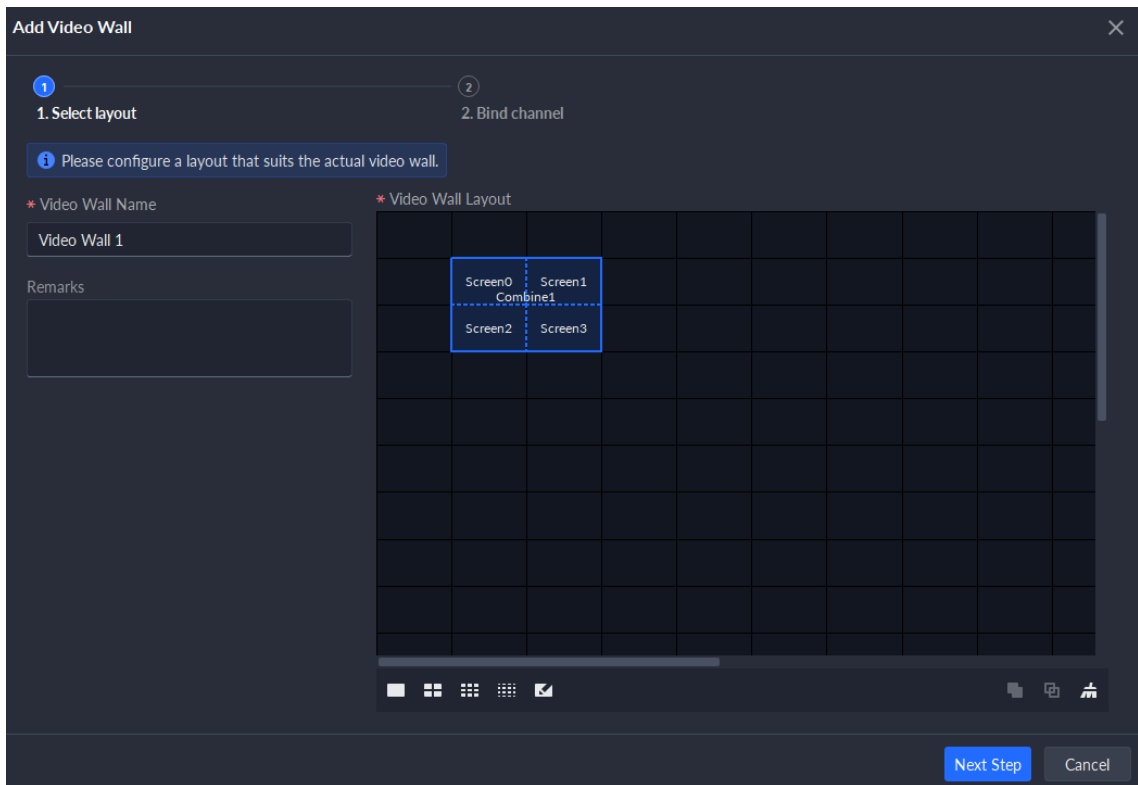 Add Video Wall
1
2
1. Select layout
2. Bind channel
Please configure a layout that suits the actual video wall.
* Video Wall Name
Video Wall 1
Remarks
* Video Wall Layout
Screen0 Screen1
Combine1
Screen2 Screen3
Next Step
Cancel